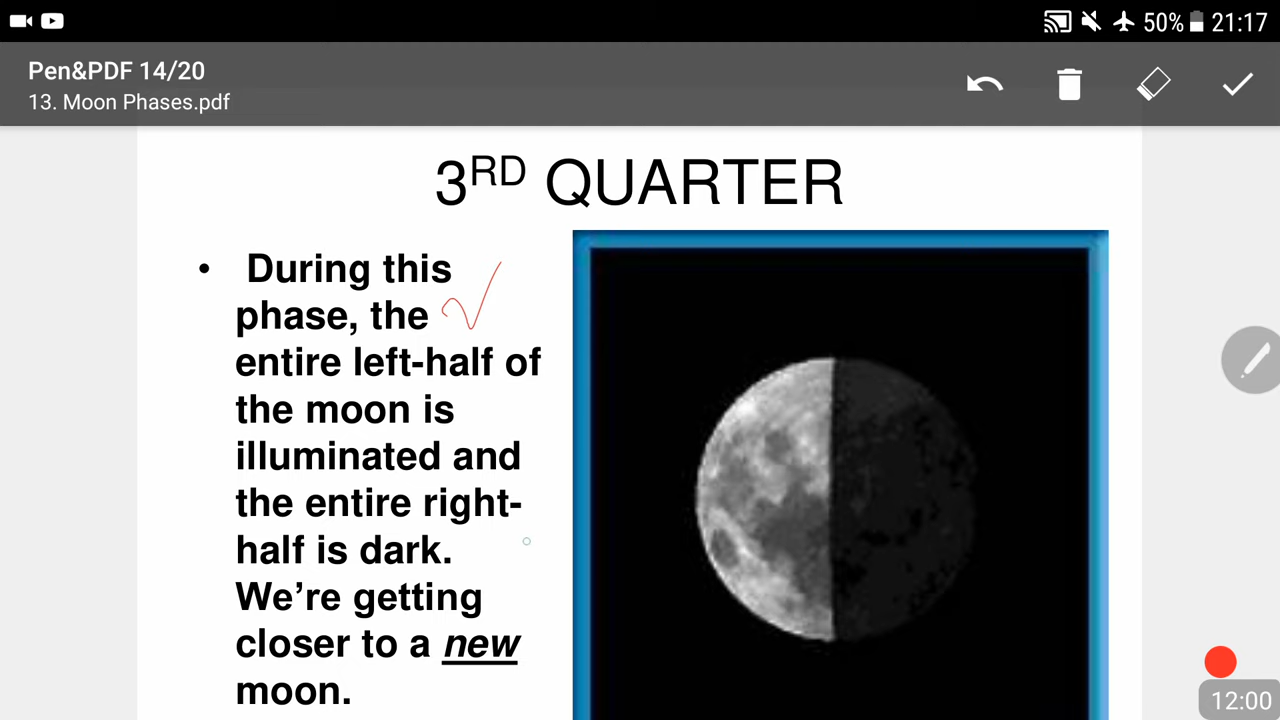 50% 21:17
Pen&PDF 14/20
13. Moon Phases.pdf
3RD QUARTER
• During this
phase, the
entire left-half of
the moon is
illuminated and
the entire right-
half is dark.
We’re getting
closer to a new
moon.
12:00